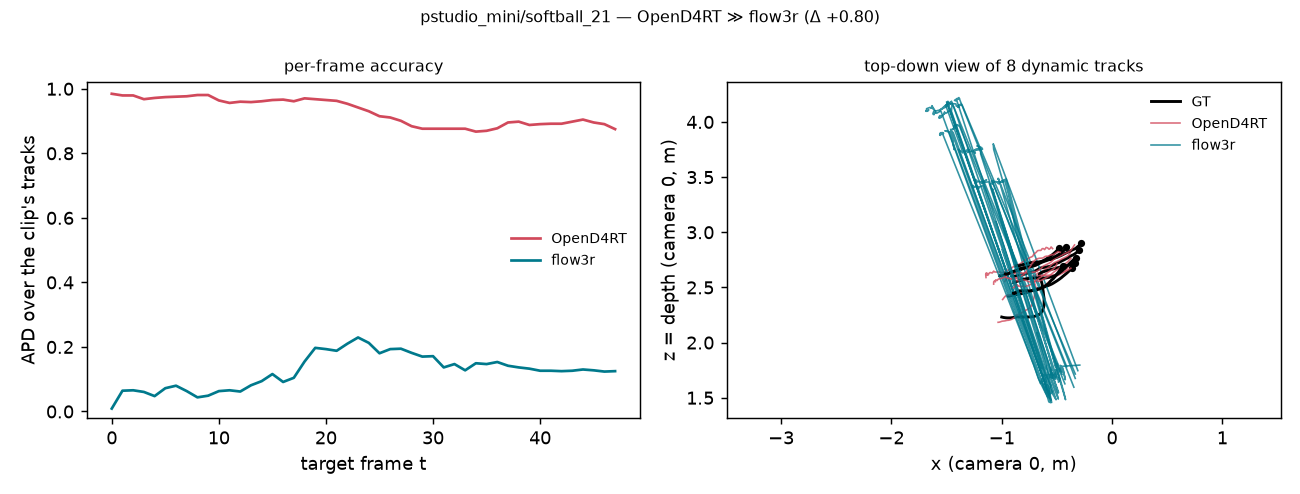 pstudio_mini/softball_21 — OpenD4RT ≫ flow3r (Δ +0.80)
per-frame accuracy
APD over the clip's tracks
1.0
0.8
0.6
0.4
0.2
0.0
OpenD4RT
flow3r
0
10
20
30
40
target frame t
top-down view of 8 dynamic tracks
z = depth (camera 0, m)
4.0
3.5
3.0
2.5
2.0
1.5
GT
OpenD4RT
flow3r
−3
−2
−1
0
1
x (camera 0, m)